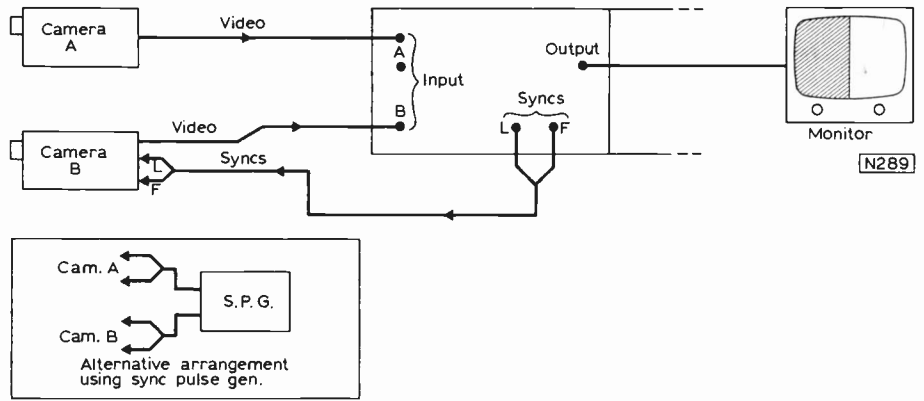 Camera
A
Video
A
Input
B
Output
Syncs
L
F
Monitor
N289
Camera
B
Video
L
F
Syncs
Cam. A
Cam. B
S.P.G.
Alternative arrangement
using sync pulse gen.